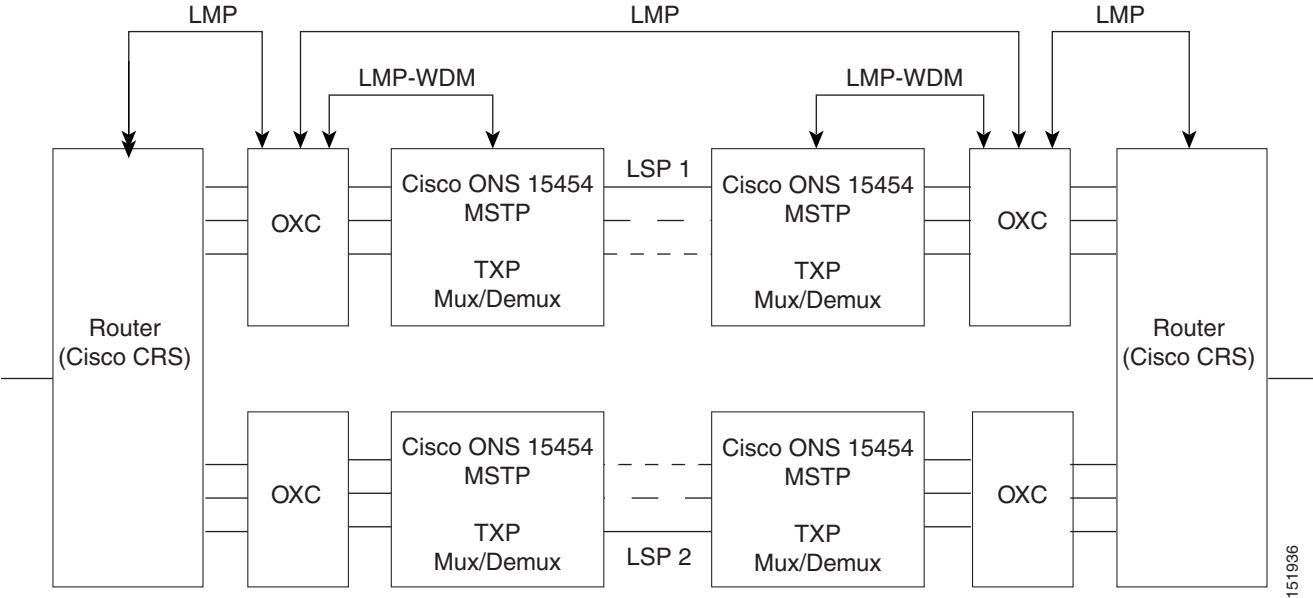 LMP
LMP
LMP
LMP-WDM
LMP-WDM
Router
(Cisco CRS)
OXC
Cisco ONS 15454
MSTP
TXP
Mux/Demux
LSP 1
Cisco ONS 15454
MSTP
TXP
Mux/Demux
OXC
Router
(Cisco CRS)
OXC
Cisco ONS 15454
MSTP
TXP
Mux/Demux
LSP 2
Cisco ONS 15454
MSTP
TXP
Mux/Demux
OXC
151936